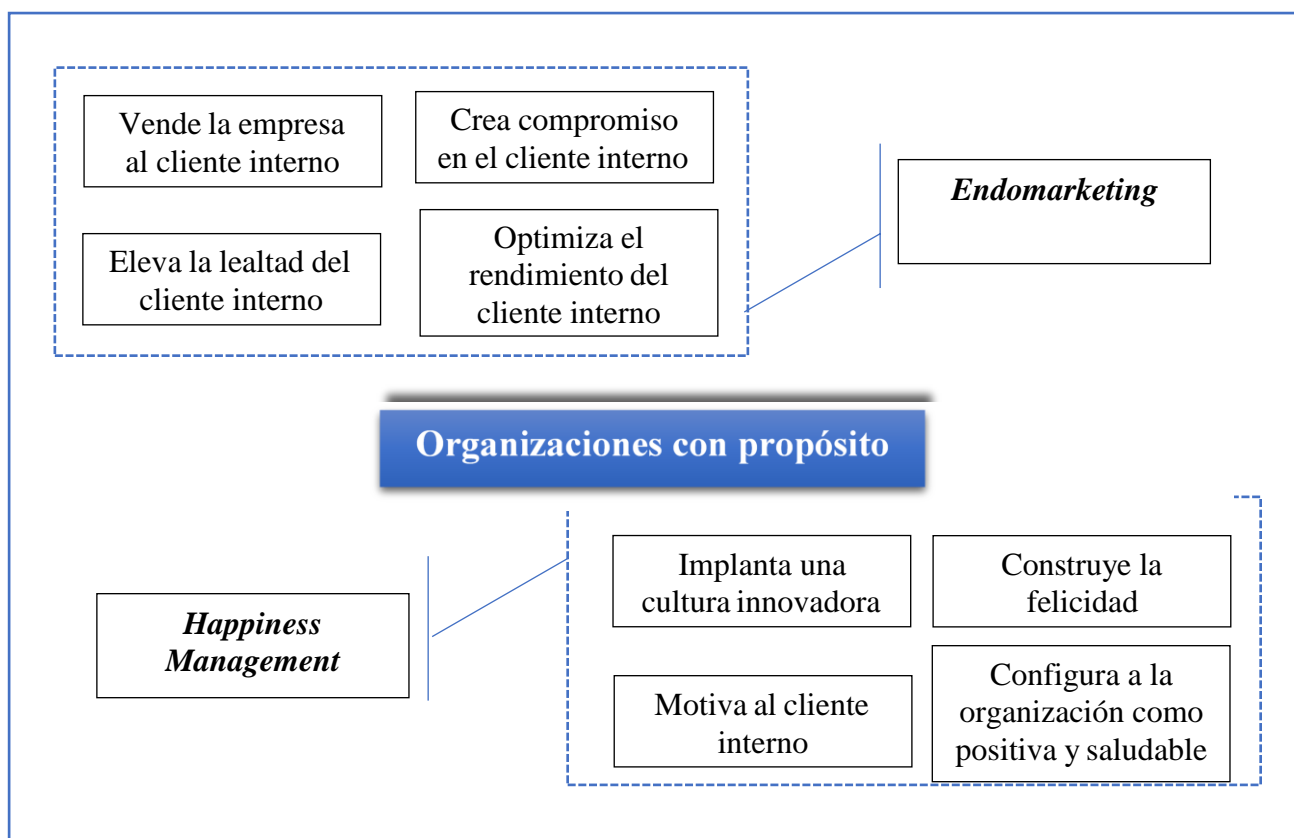 Vende la empresa
al cliente interno
Crea compromiso
en el cliente interno
Eleva la lealtad del
cliente interno
Optimiza el
rendimiento del
cliente interno
Endomarketing
Organizaciones con propósito
Happiness
Management
Implanta una
cultura innovadora
Construye la
felicidad
Motiva al cliente
interno
Configura a la
organización como
positiva y saludable